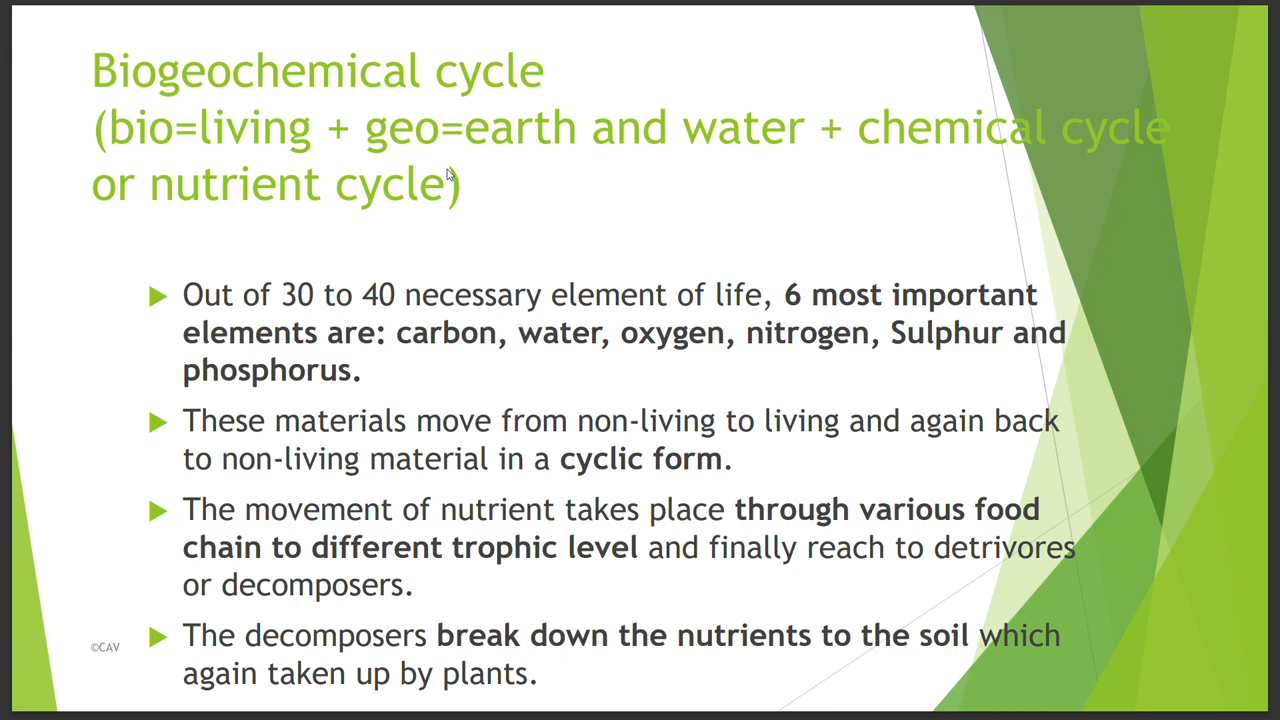 Biogeochemical cycle
(bio=living + geo=earth and water + chemical cycle
or nutrient cycle)
Out of 30 to 40 necessary element of life, 6 most important
elements are: carbon, water, oxygen, nitrogen, Sulphur and
phosphorus.
These materials move from non-living to living and again back
to non-living material in a cyclic form.
The movement of nutrient takes place through various food
chain to different trophic level and finally reach to detrivores
or decomposers.
The decomposers break down the nutrients to the soil which
again taken up by plants.
©CAV